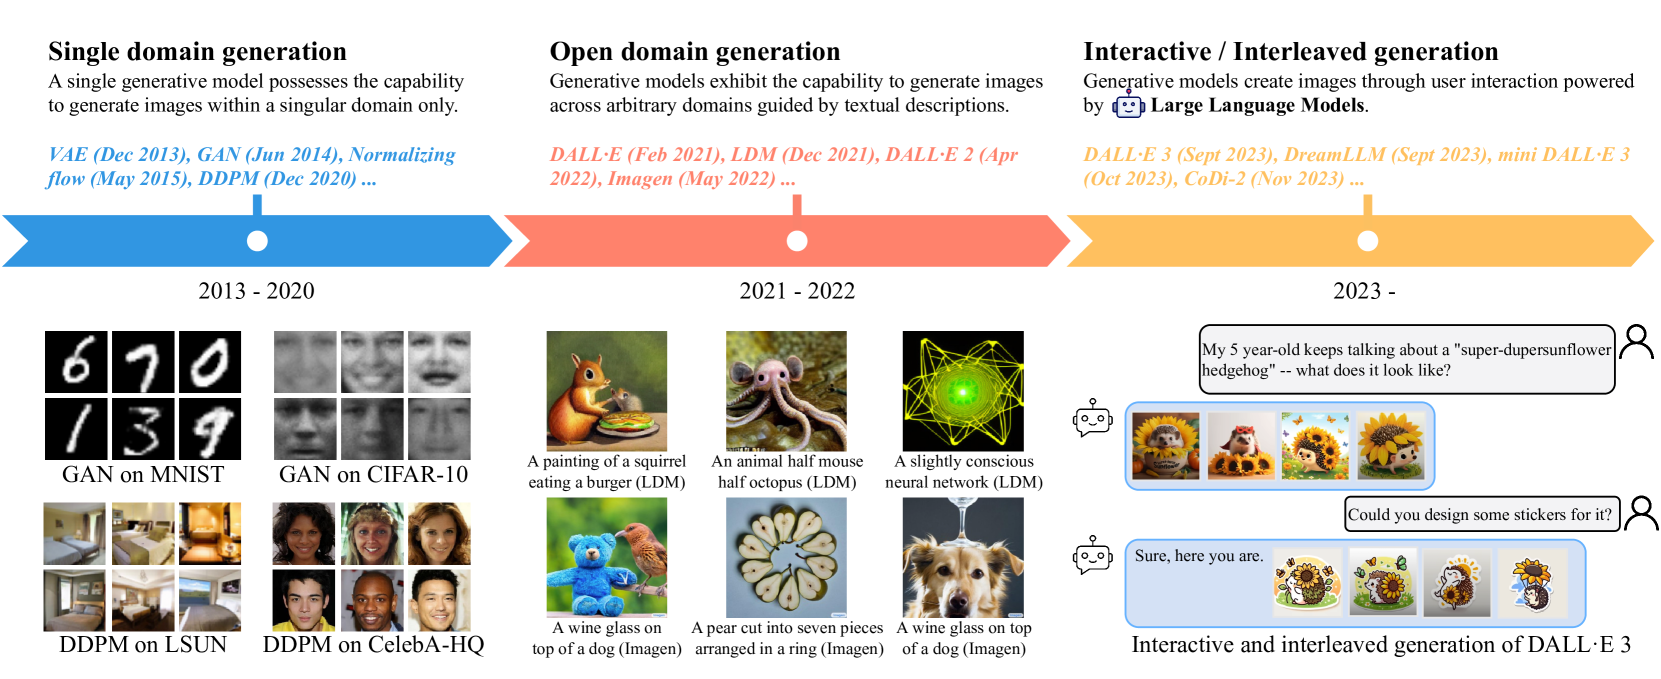 Single domain generation
A single generative model possesses the capability
to generate images within a singular domain only.
VAE (Dec 2013), GAN (Jun 2014), Normalizing
flow (May 2015), DDPM (Dec 2020) ...
2013 - 2020
GAN on MNIST
GAN on CIFAR-10
DDPM on LSUN
DDPM on CelebA-HQ
Open domain generation
Generative models exhibit the capability to generate images
across arbitrary domains guided by textual descriptions.
DALL·E (Feb 2021), LDM (Dec 2021), DALL·E 2 (Apr
2022), Imagen (May 2022) ...
2021 - 2022
A painting of a squirrel
eating a burger (LDM)
An animal half mouse
half octopus (LDM)
A slightly conscious
neural network (LDM)
A wine glass on
top of a dog (Imagen)
A pear cut into seven pieces
arranged in a ring (Imagen)
A wine glass on top
of a dog (Imagen)
Interactive / Interleaved generation
Generative models create images through user interaction powered
by Large Language Models.
DALL·E 3 (Sept 2023), DreamLLM (Sept 2023), mini DALL·E 3
(Oct 2023), CoDi-2 (Nov 2023) ...
2023 -
My 5 year-old keeps talking about a "super-dupersunflower
hedgehog" -- what does it look like?
Could you design some stickers for it?
Sure, here you are.
Interactive and interleaved generation of DALL·E 3
6 7 0
1 3 9